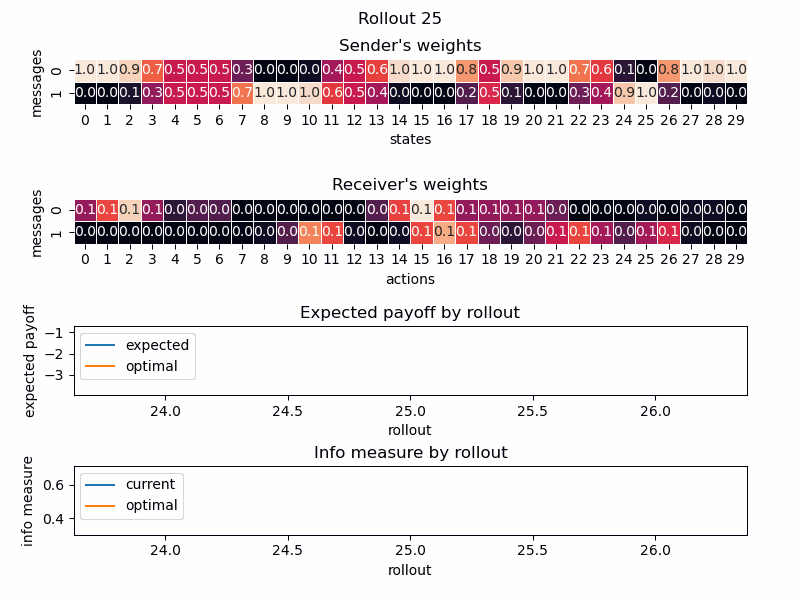 Rollout 25
Sender's weights
messages
0 1.0 1.0 0.9 0.7 0.5 0.5 0.5 0.3 0.0 0.0 0.0 0.4 0.5 0.6 1.0 1.0 1.0 0.8 0.5 0.9 1.0 1.0 0.7 0.6 0.1 0.0 0.8 1.0 1.0 1.0
1 0.0 0.0 0.1 0.3 0.5 0.5 0.5 0.7 1.0 1.0 1.0 0.6 0.5 0.4 0.0 0.0 0.0 0.2 0.5 0.1 0.0 0.0 0.3 0.4 0.9 1.0 0.2 0.0 0.0 0.0
0 1 2 3 4 5 6 7 8 9 10 11 12 13 14 15 16 17 18 19 20 21 22 23 24 25 26 27 28 29
states
Receiver's weights
messages
0 0.1 0.1 0.1 0.1 0.0 0.0 0.0 0.0 0.0 0.0 0.0 0.0 0.0 0.0 0.1 0.1 0.1 0.1 0.1 0.1 0.1 0.0 0.0 0.0 0.0 0.0 0.0 0.0 0.0 0.0
1 0.0 0.0 0.0 0.0 0.0 0.0 0.0 0.0 0.0 0.0 0.1 0.1 0.0 0.0 0.0 0.1 0.1 0.1 0.0 0.0 0.0 0.1 0.1 0.1 0.0 0.1 0.1 0.0 0.0 0.0
0 1 2 3 4 5 6 7 8 9 10 11 12 13 14 15 16 17 18 19 20 21 22 23 24 25 26 27 28 29
actions
Expected payoff by rollout
expected payoff
−1
−2
−3
expected
optimal
24.0 24.5 25.0 25.5 26.0
rollout
Info measure by rollout
info measure
0.6
0.4
current
optimal
24.0 24.5 25.0 25.5 26.0
rollout